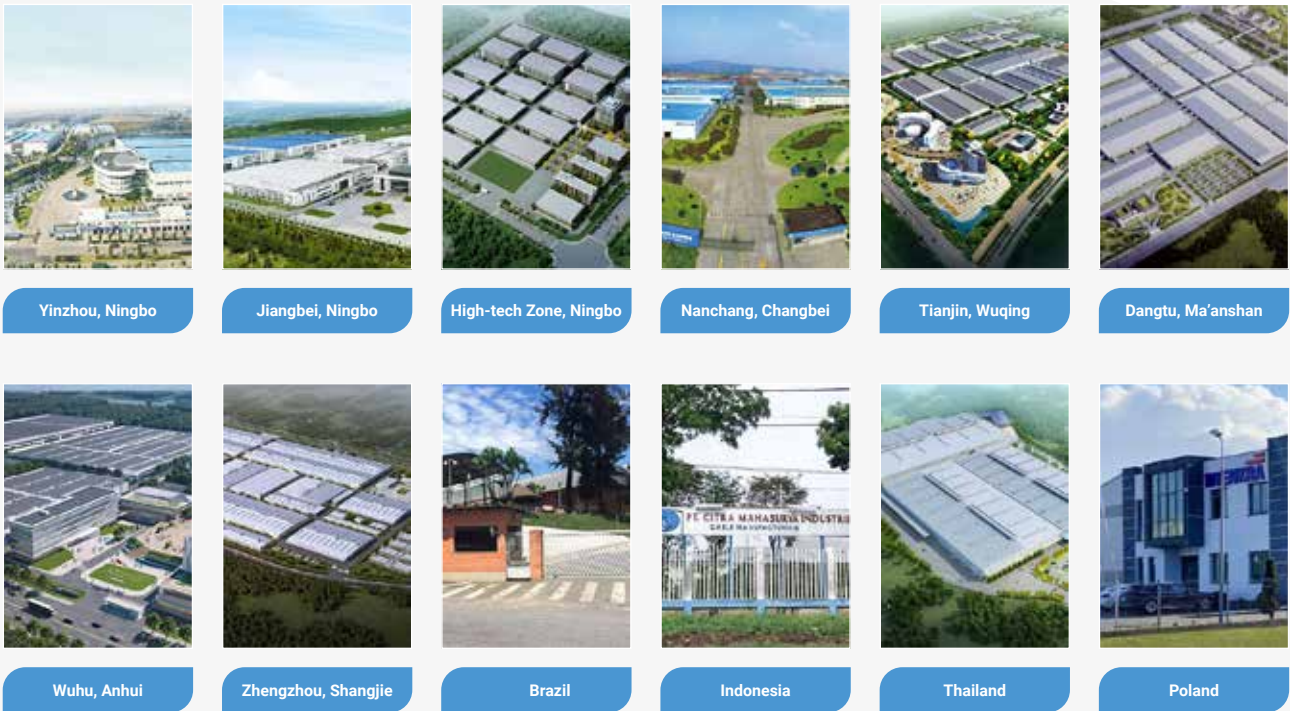 Yinzhou, Ningbo
Jiangbei, Ningbo
High-tech Zone, Ningbo
Nanchang, Changbei
Tianjin, Wuqing
Dangtu, Ma’anshan
PT. CITRA MAHASURYA INDUSTRI
Wuhu, Anhui
Zhengzhou, Shangjie
Brazil
Indonesia
Thailand
Poland